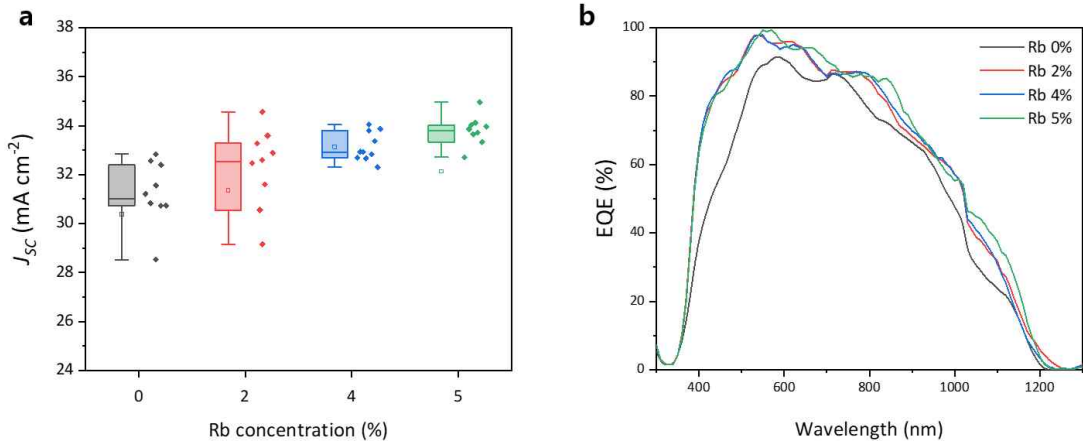 a
38
36
34
32
30
28
26
24
J_SC (mA cm⁻²)
0
2
4
5
Rb concentration (%)
b
100
80
60
40
20
0
EQE (%)
Rb 0%
Rb 2%
Rb 4%
Rb 5%
400
600
800
1000
1200
Wavelength (nm)